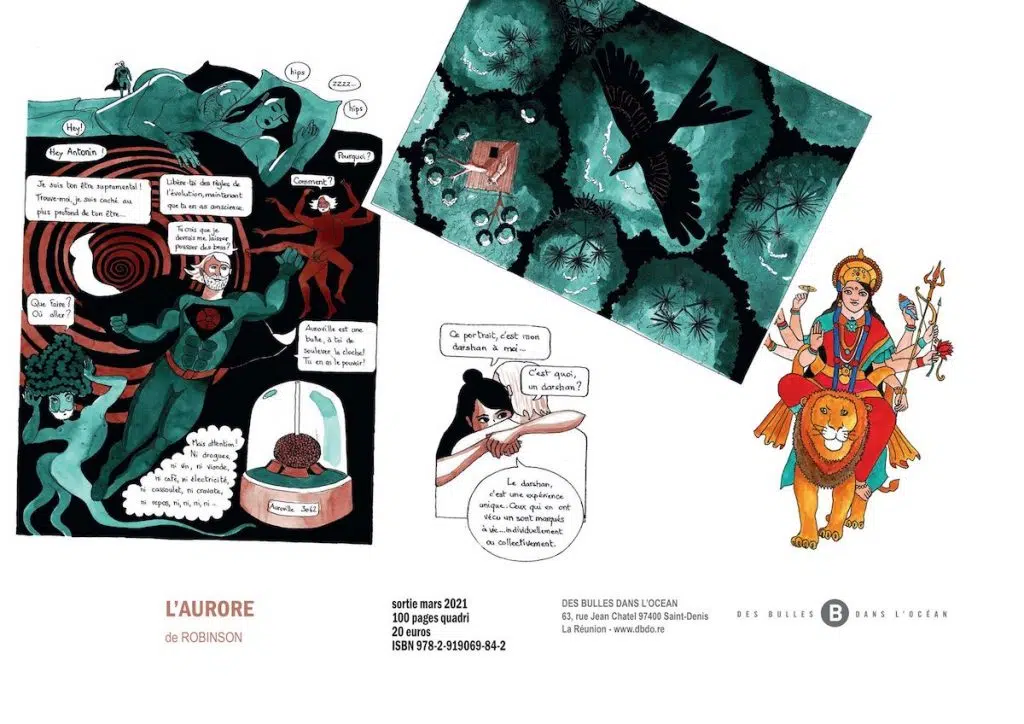 hips
zzzz...
hips
Hey!
Hey Antonin !
Pourquoi ?
Comment ?
Je suis ton être supramental !
Trouve-moi, je suis caché au
plus profond de ton être...
Libère-toi des règles de
l'évolution, maintenant
que tu en as conscience.
Tu crois que je
devrais me laisser
pousser des bras ?
Que faire ?
Où aller ?
Auroville est une
bulle, à toi de
soulever la cloche !
Tu en as le pouvoir !
Mais attention !
Ni drogues,
ni vin, ni viande,
ni café, ni électricité,
ni cassoulet, ni cravate,
ni repos, ni, ni, ni...
Auroville
Ce portrait, c'est mon
darshan à moi...
C'est quoi,
un darshan ?
Le darshan,
c'est une expérience
unique. Ceux qui en ont
vécu un sont marqués
à vie... individuellement
ou collectivement.
L'AURORE
de ROBINSON
sortie mars 2021
100 pages quadri
20 euros
ISBN 978-2-919069-84-2
DES BULLES DANS L'OCEAN
63, rue Jean Chatel 97400 Saint-Denis
La Réunion - www.dbdo.re
DES BULLES B DANS L'OCÉAN